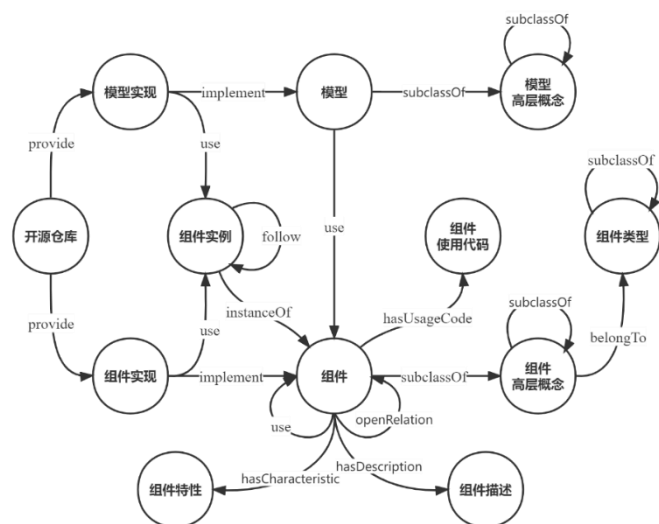 subclassOf
模型实现
implement
模型
subclassOf
模型
高层概念
provide
use
subclassOf
开源仓库
组件实例
follow
use
组件
使用代码
组件类型
instanceOf
hasUsageCode
subclassOf
provide
use
belongTo
组件实现
implement
组件
subclassOf
组件
高层概念
use
openRelation
hasCharacteristic
hasDescription
组件特性
组件描述